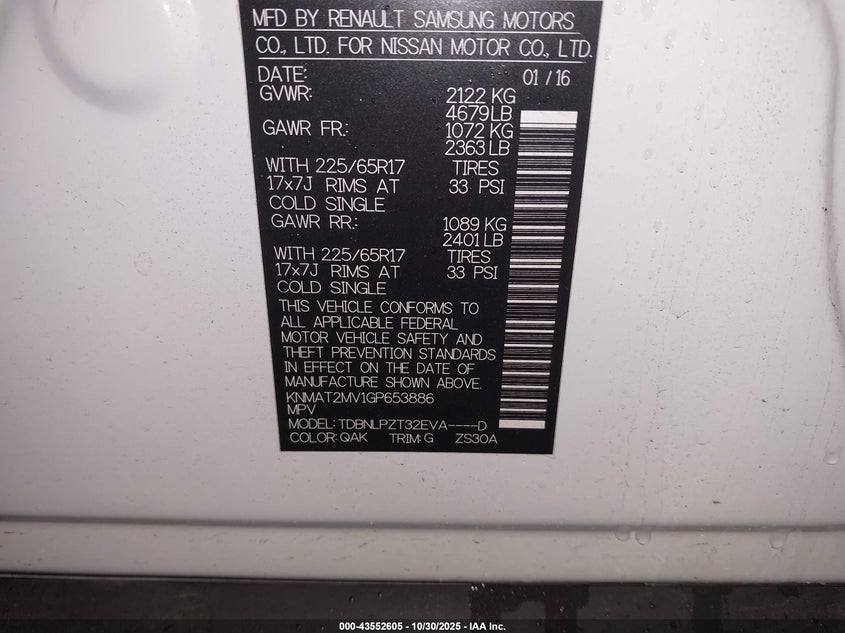 MFD BY RENAULT SAMSUNG MOTORS
CO., LTD. FOR NISSAN MOTOR CO., LTD.
DATE: 01 / 16
GVWR: 2122 KG
4679 LB
GAWR FR.: 1072 KG
2363 LB
WITH 225/65R17 TIRES
17x7J RIMS AT 33 PSI
COLD SINGLE
GAWR RR.: 1089 KG
2401 LB
WITH 225/65R17 TIRES
17x7J RIMS AT 33 PSI
COLD SINGLE
THIS VEHICLE CONFORMS TO
ALL APPLICABLE FEDERAL
MOTOR VEHICLE SAFETY AND
THEFT PREVENTION STANDARDS
IN EFFECT ON THE DATE OF
MANUFACTURE SHOWN ABOVE.
KNMAT2MV1GP653886
MPV
MODEL: TDBNLPZT32EVA----D
COLOR: QAK TRIM: G ZS30A
000-43552605 - 10/30/2025 - IAA Inc.